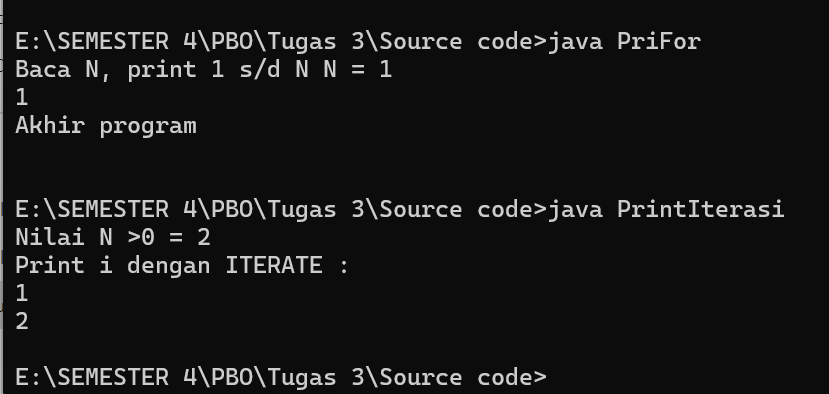 E:\SEMESTER 4\PBO\Tugas 3\Source code>java PriFor
Baca N, print 1 s/d N N = 1
1
Akhir program
E:\SEMESTER 4\PBO\Tugas 3\Source code>java PrintIterasi
Nilai N >0 = 2
Print i dengan ITERATE :
1
2
E:\SEMESTER 4\PBO\Tugas 3\Source code>